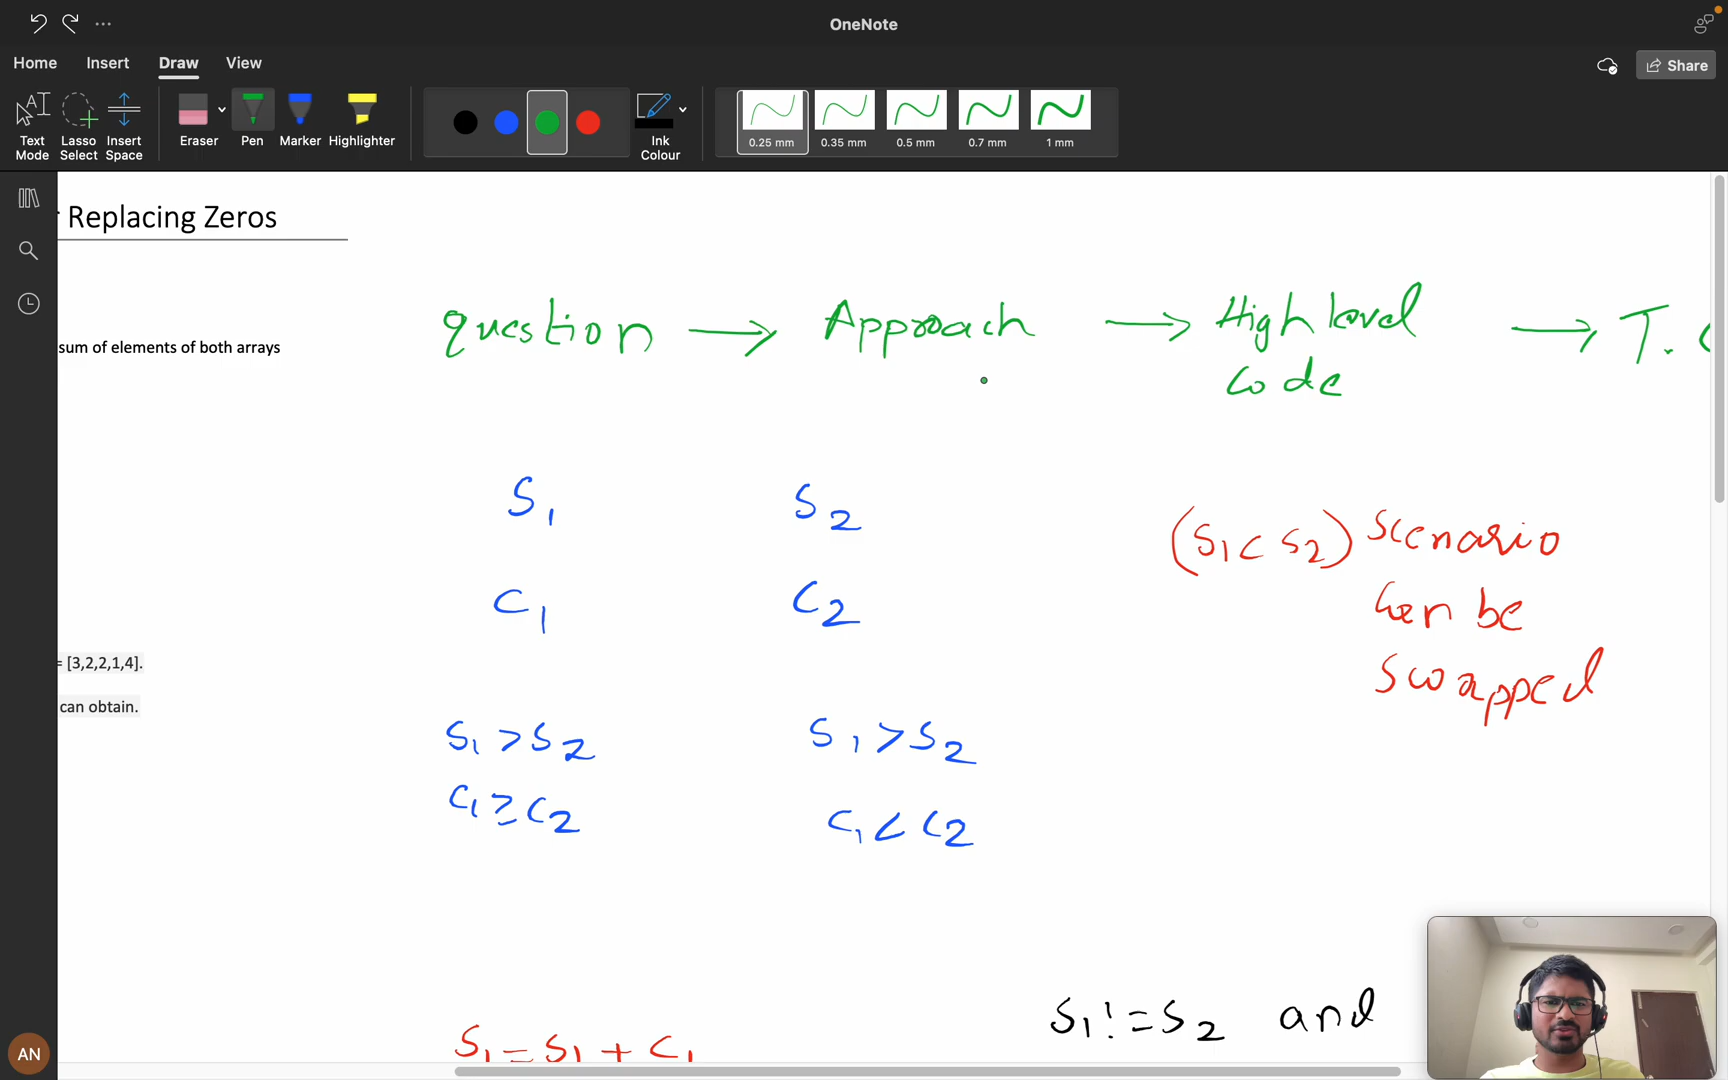 OneNote
Home Insert Draw View
Share
Text Mode
Lasso Select
Insert Space
Eraser
Pen
Marker
Highlighter
Ink Colour
0.25 mm
0.35 mm
0.5 mm
0.7 mm
1 mm
Replacing Zeros
question → Approach → High level → T.
code
sum of elements of both arrays
S1 S2
C1 C2
(S1 < S2) Scenario
can be
swapped
= [3,2,2,1,4].
can obtain.
S1 > S2 S1 > S2
C1 ≥ C2 C1 < C2
S1 != S2 and
S1 = S1 + C1
AN